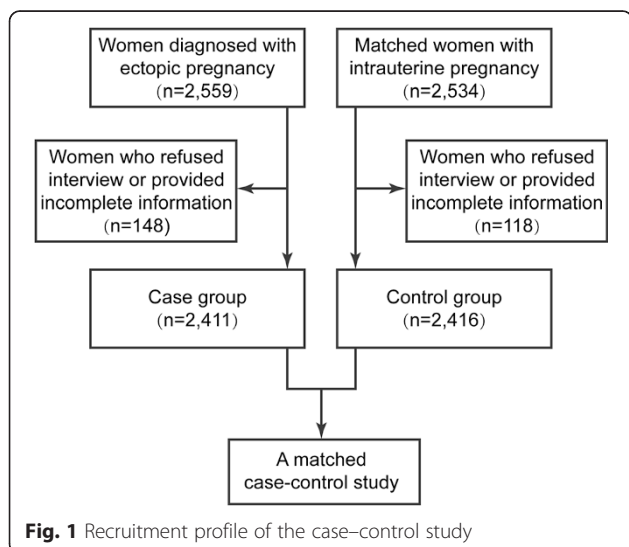 Women diagnosed with
ectopic pregnancy
(n=2,559)
Matched women with
intrauterine pregnancy
(n=2,534)
Women who refused
interview or provided
incomplete information
(n=148)
Women who refused
interview or provided
incomplete information
(n=118)
Case group
(n=2,411)
Control group
(n=2,416)
A matched
case-control study
Fig. 1 Recruitment profile of the case–control study